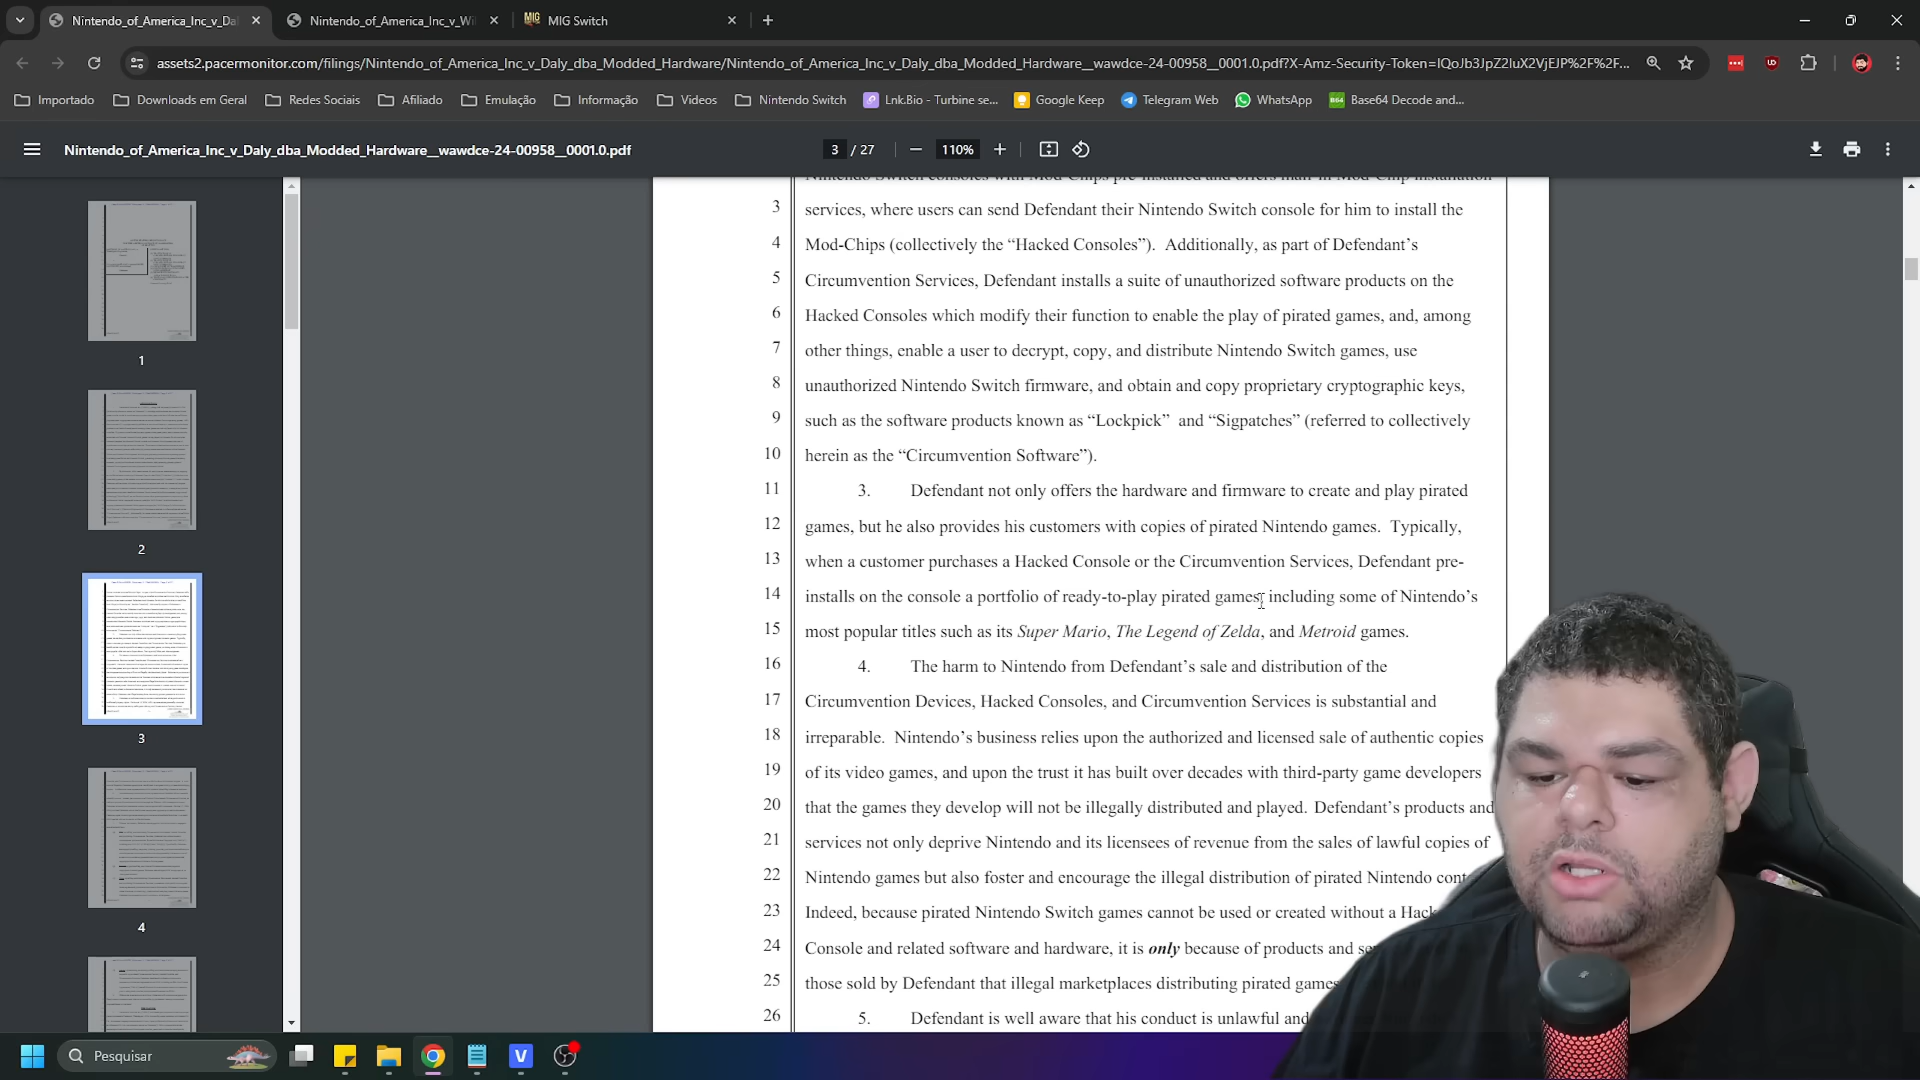 Nintendo_of_America_Inc_v_Da
Nintendo_of_America_Inc_v_Wi
MIG Switch
assets2.pacermonitor.com/filings/Nintendo_of_America_Inc_v_Daly_dba_Modded_Hardware/Nintendo_of_America_Inc_v_Daly_dba_Modded_Hardware__wawdce-24-00958__0001.0.pdf?X-Amz-Security-Token=IQoJb3JpZ2luX2VjEJP%2F%2F...
Importado Downloads em Geral Redes Sociais Afiliado Emulação Informação Videos Nintendo Switch Lnk.Bio - Turbine se... Google Keep Telegram Web WhatsApp Base64 Decode and...
Nintendo_of_America_Inc_v_Daly_dba_Modded_Hardware__wawdce-24-00958__0001.0.pdf 3 / 27 110%
Nintendo Switch consoles with Mod-Chips pre-installed and offers mail-in Mod-Chip installation
3 services, where users can send Defendant their Nintendo Switch console for him to install the
4 Mod-Chips (collectively the “Hacked Consoles”). Additionally, as part of Defendant’s
5 Circumvention Services, Defendant installs a suite of unauthorized software products on the
6 Hacked Consoles which modify their function to enable the play of pirated games, and, among
7 other things, enable a user to decrypt, copy, and distribute Nintendo Switch games, use
8 unauthorized Nintendo Switch firmware, and obtain and copy proprietary cryptographic keys,
9 such as the software products known as “Lockpick” and “Sigpatches” (referred to collectively
10 herein as the “Circumvention Software”).
11 3. Defendant not only offers the hardware and firmware to create and play pirated
12 games, but he also provides his customers with copies of pirated Nintendo games. Typically,
13 when a customer purchases a Hacked Console or the Circumvention Services, Defendant pre-
14 installs on the console a portfolio of ready-to-play pirated games, including some of Nintendo’s
15 most popular titles such as its Super Mario, The Legend of Zelda, and Metroid games.
16 4. The harm to Nintendo from Defendant’s sale and distribution of the
17 Circumvention Devices, Hacked Consoles, and Circumvention Services is substantial and
18 irreparable. Nintendo’s business relies upon the authorized and licensed sale of authentic copies
19 of its video games, and upon the trust it has built over decades with third-party game developers
20 that the games they develop will not be illegally distributed and played. Defendant’s products and
21 services not only deprive Nintendo and its licensees of revenue from the sales of lawful copies of
22 Nintendo games but also foster and encourage the illegal distribution of pirated Nintendo cont
23 Indeed, because pirated Nintendo Switch games cannot be used or created without a Hack
24 Console and related software and hardware, it is only because of products and se
25 those sold by Defendant that illegal marketplaces distributing pirated games
26 5. Defendant is well aware that his conduct is unlawful and
1
2
3
4
Pesquisar